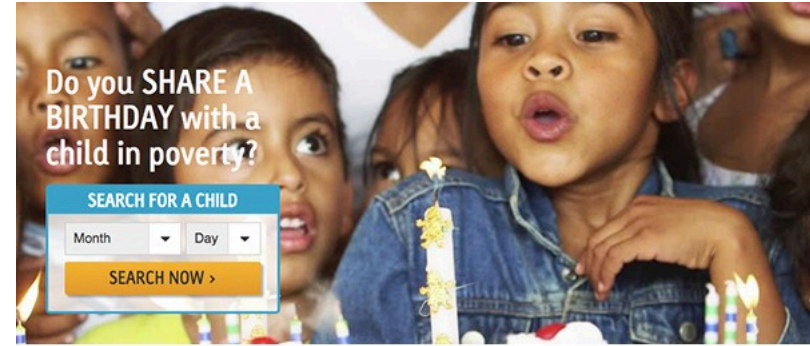 Do you SHARE A
BIRTHDAY with a
child in poverty?
SEARCH FOR A CHILD
Month
Day
SEARCH NOW ›